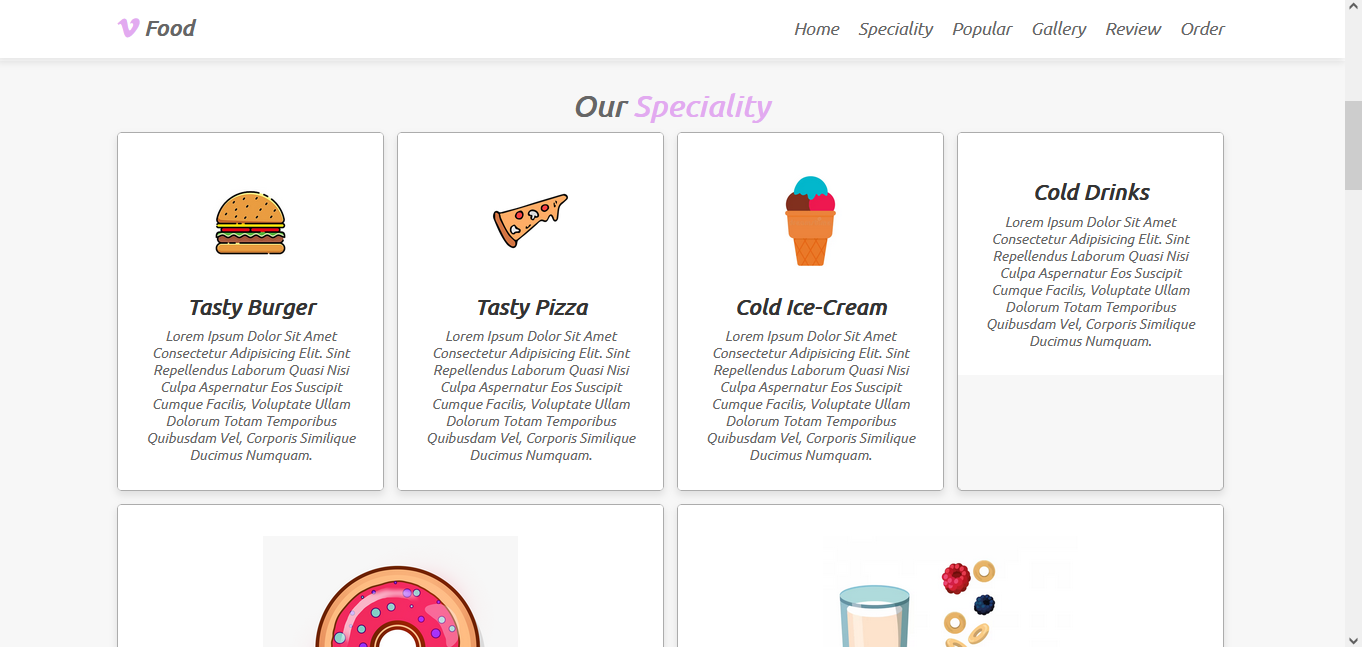 Food
Home Speciality Popular Gallery Review Order
Our Speciality
Tasty Burger
Lorem Ipsum Dolor Sit Amet
Consectetur Adipisicing Elit. Sint
Repellendus Laborum Quasi Nisi
Culpa Aspernatur Eos Suscipit
Cumque Facilis, Voluptate Ullam
Dolorum Totam Temporibus
Quibusdam Vel, Corporis Similique
Ducimus Numquam.
Tasty Pizza
Lorem Ipsum Dolor Sit Amet
Consectetur Adipisicing Elit. Sint
Repellendus Laborum Quasi Nisi
Culpa Aspernatur Eos Suscipit
Cumque Facilis, Voluptate Ullam
Dolorum Totam Temporibus
Quibusdam Vel, Corporis Similique
Ducimus Numquam.
Cold Ice-Cream
Lorem Ipsum Dolor Sit Amet
Consectetur Adipisicing Elit. Sint
Repellendus Laborum Quasi Nisi
Culpa Aspernatur Eos Suscipit
Cumque Facilis, Voluptate Ullam
Dolorum Totam Temporibus
Quibusdam Vel, Corporis Similique
Ducimus Numquam.
Cold Drinks
Lorem Ipsum Dolor Sit Amet
Consectetur Adipisicing Elit. Sint
Repellendus Laborum Quasi Nisi
Culpa Aspernatur Eos Suscipit
Cumque Facilis, Voluptate Ullam
Dolorum Totam Temporibus
Quibusdam Vel, Corporis Similique
Ducimus Numquam.